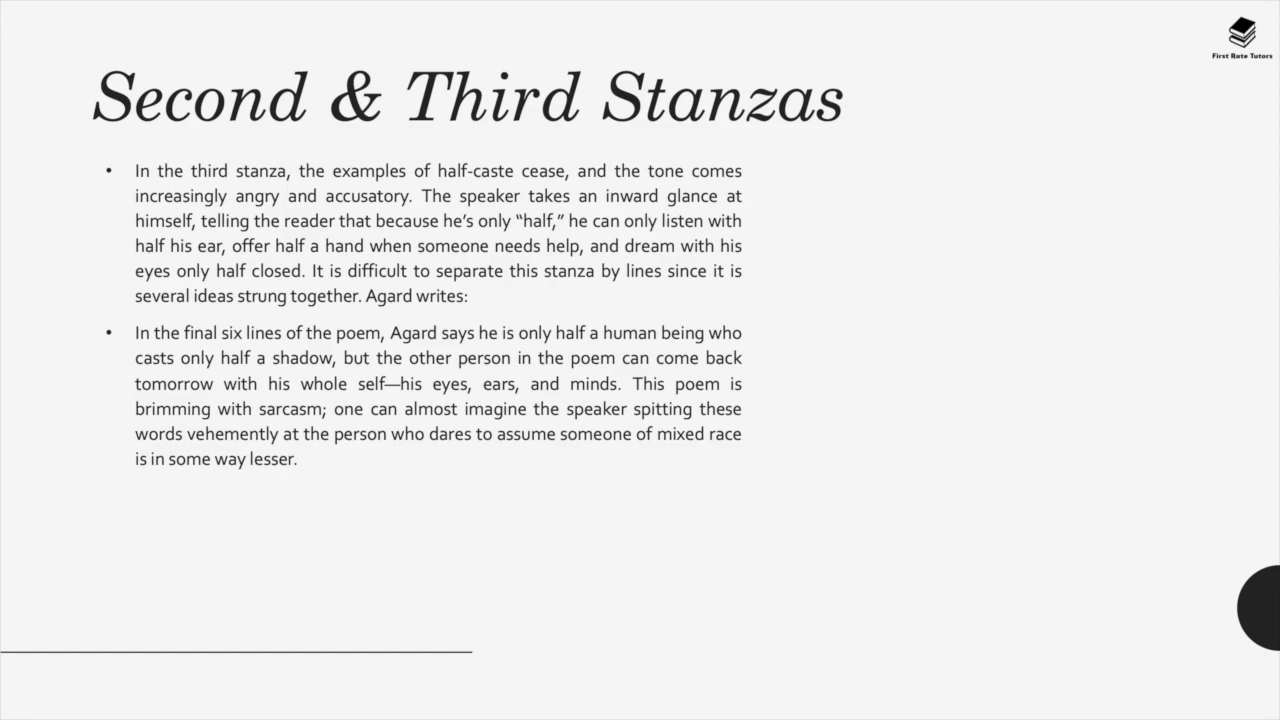 First Rate Tutors
Second & Third Stanzas
• In the third stanza, the examples of half-caste cease, and the tone comes
increasingly angry and accusatory. The speaker takes an inward glance at
himself, telling the reader that because he’s only “half,” he can only listen with
half his ear, offer half a hand when someone needs help, and dream with his
eyes only half closed. It is difficult to separate this stanza by lines since it is
several ideas strung together. Agard writes:
• In the final six lines of the poem, Agard says he is only half a human being who
casts only half a shadow, but the other person in the poem can come back
tomorrow with his whole self—his eyes, ears, and minds. This poem is
brimming with sarcasm; one can almost imagine the speaker spitting these
words vehemently at the person who dares to assume someone of mixed race
is in some way lesser.